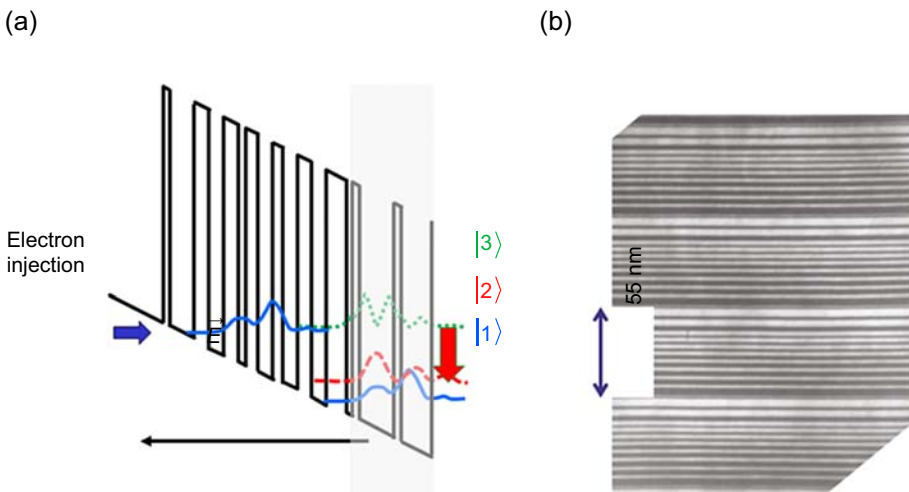 (a)
(b)
Electron
injection
|3⟩
|2⟩
|1⟩
55 nm